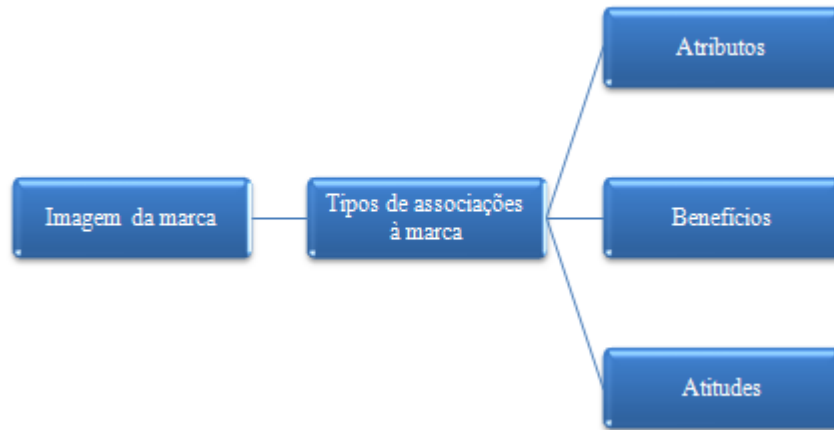 Atributos
Imagem da marca
Tipos de associações
à marca
Benefícios
Atitudes